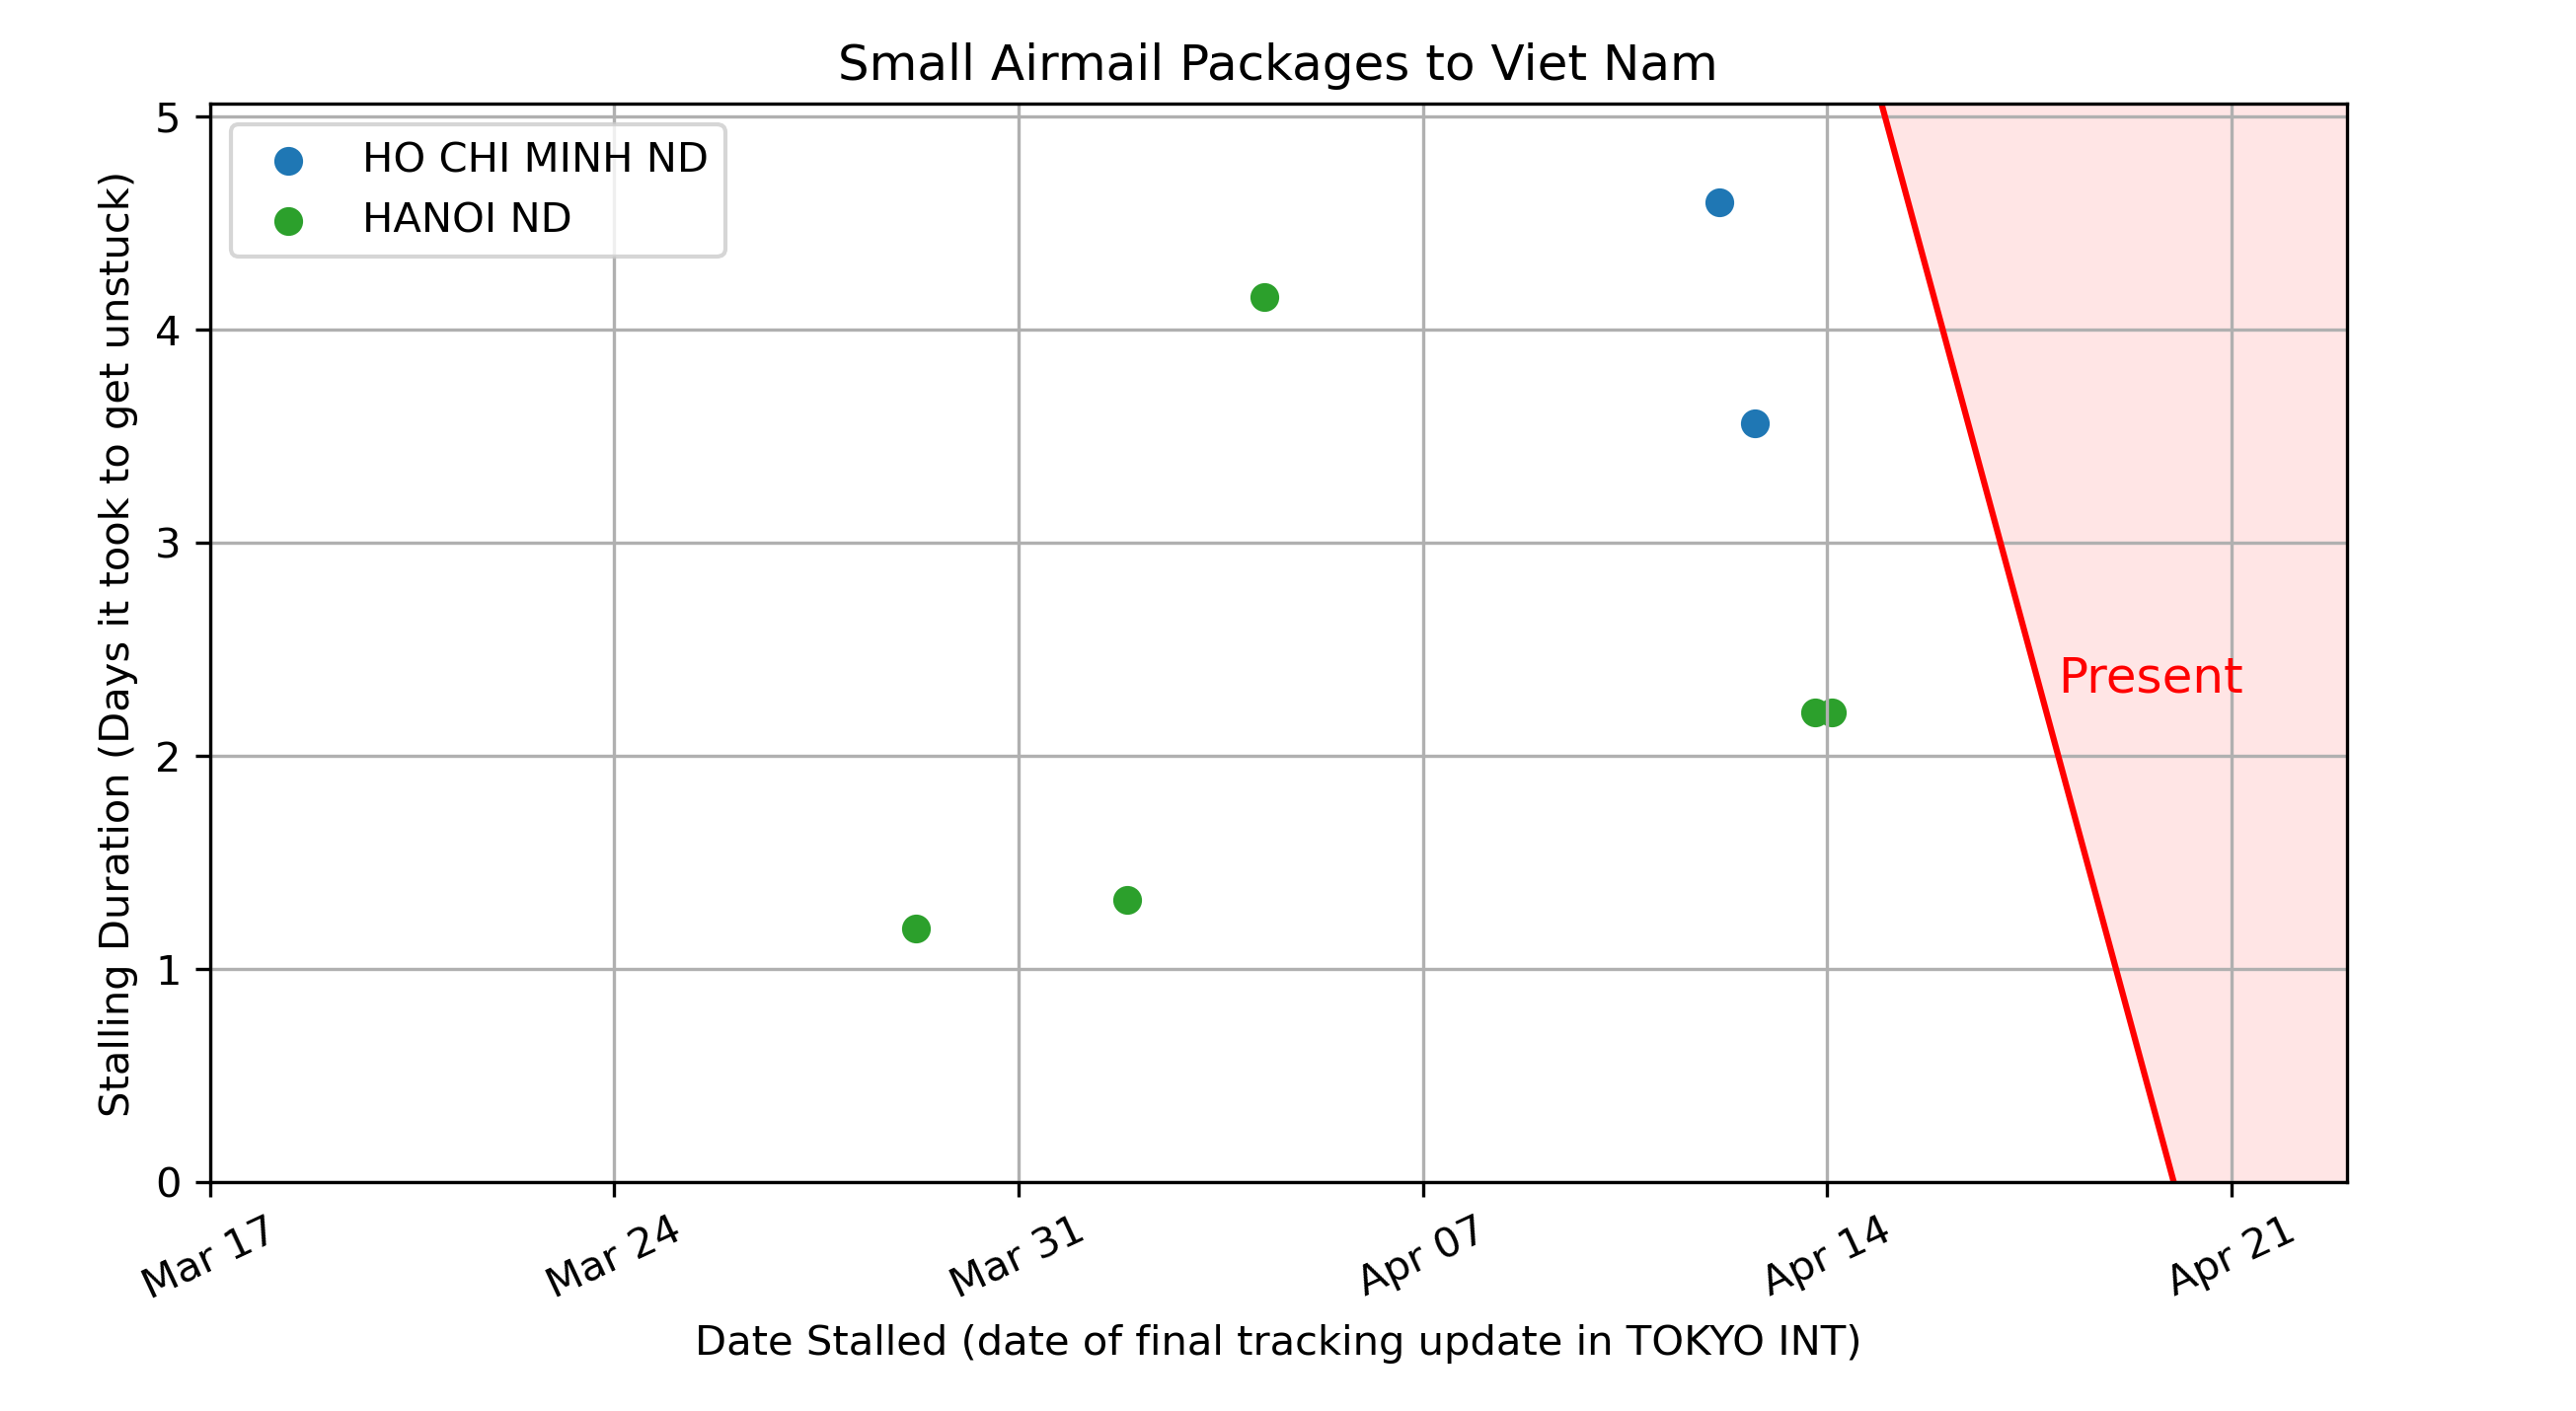 Small Airmail Packages to Viet Nam
HO CHI MINH ND
HANOI ND
Stalling Duration (Days it took to get unstuck)
5
4
3
2
1
0
Present
Mar 17
Mar 24
Mar 31
Apr 07
Apr 14
Apr 21
Date Stalled (date of final tracking update in TOKYO INT)